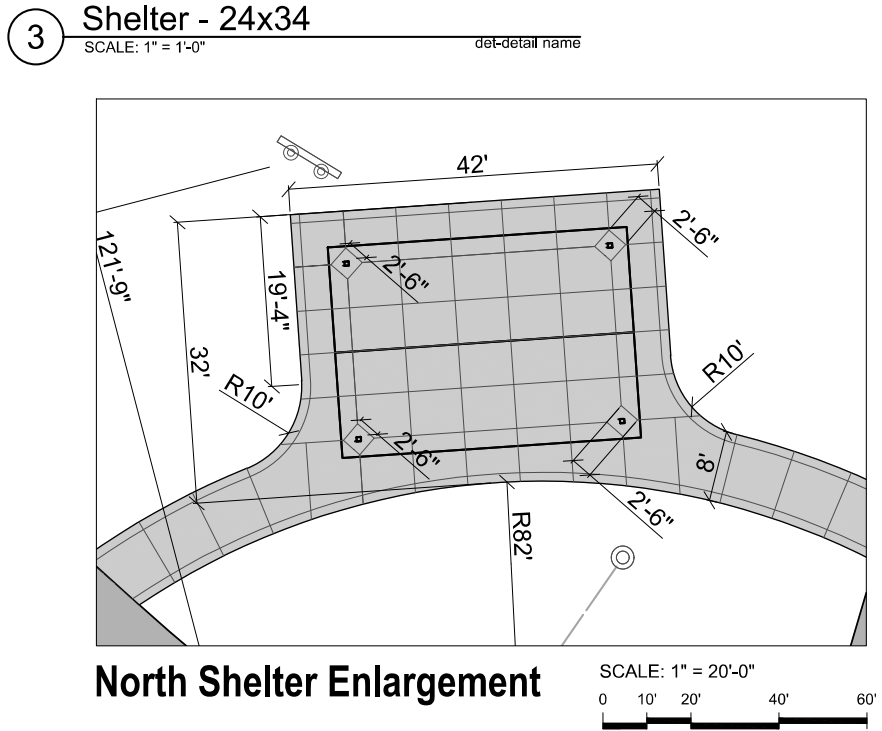 3
Shelter - 24x34
SCALE: 1" = 1'-0"
det-detail name
42'
2'-6"
121'-9"
2'-6"
19'-4"
32'
R10'
R10'
2'-6"
8'
2'-6"
R82'
North Shelter Enlargement
SCALE: 1" = 20'-0"
0 10' 20' 40' 60'